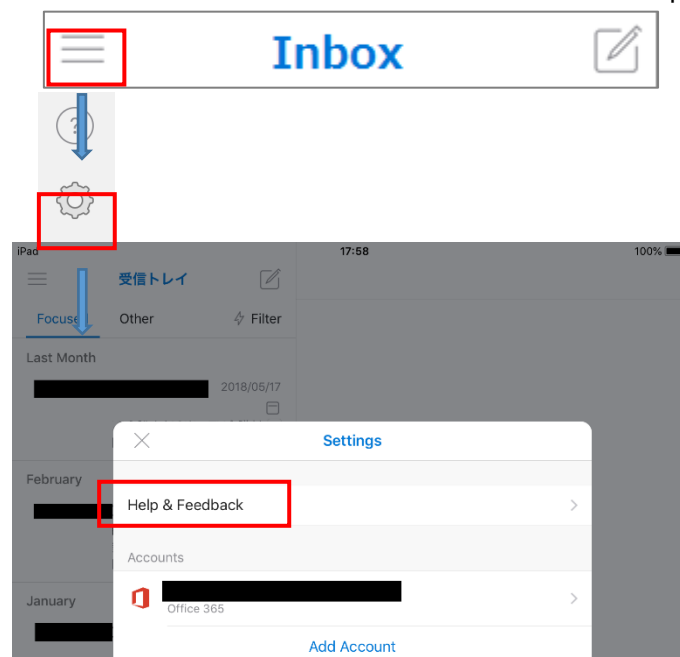 Inbox
?
iPad 17:58 100%
受信トレイ
Focused Other Filter
Last Month
2018/05/17
Settings
February
Help & Feedback
Accounts
Office 365
January
Add Account